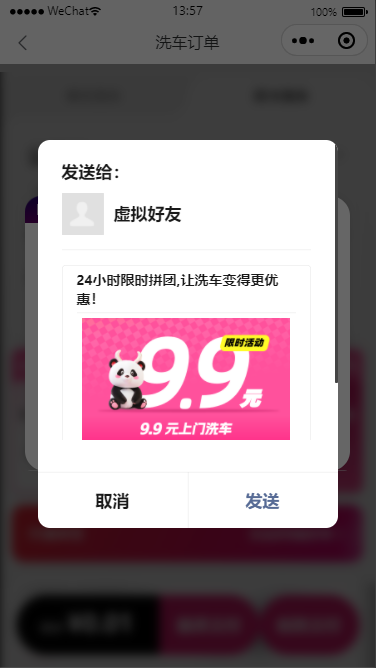 WeChat
13:57
100%
洗车订单
发送给：
虚拟好友
24小时限时拼团,让洗车变得更优
惠！
限时活动
9.9元
9.9 元上门洗车
取消
发送